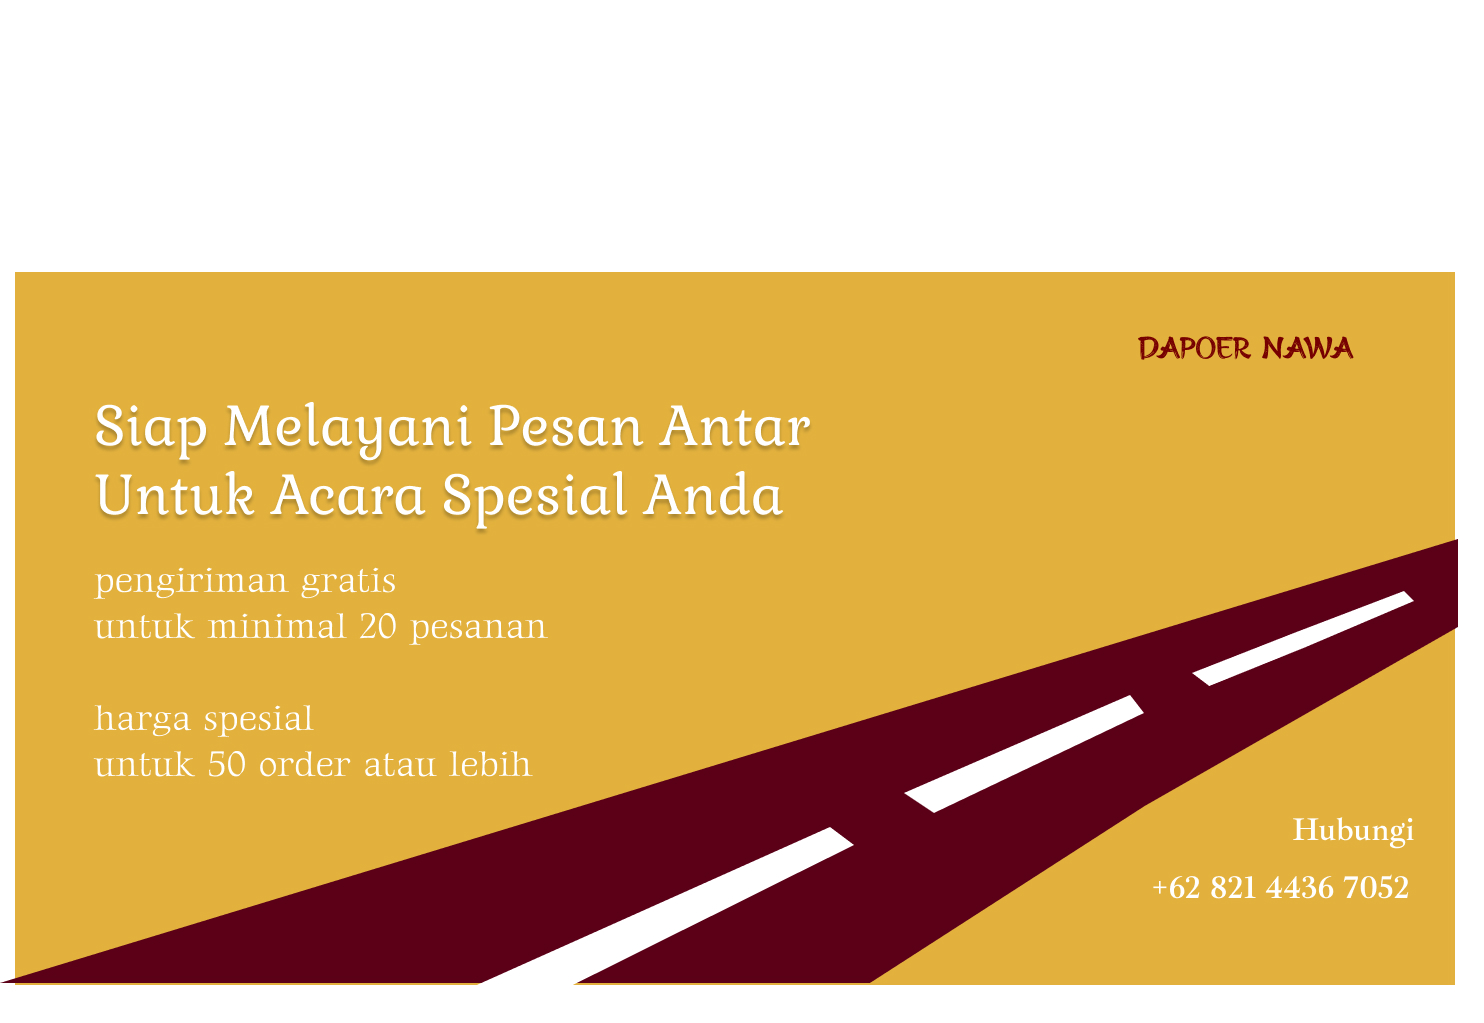 DAPOER NAWA
Siap Melayani Pesan Antar
Untuk Acara Spesial Anda
pengiriman gratis
untuk minimal 20 pesanan
harga spesial
untuk 50 order atau lebih
Hubungi
+62 821 4436 7052